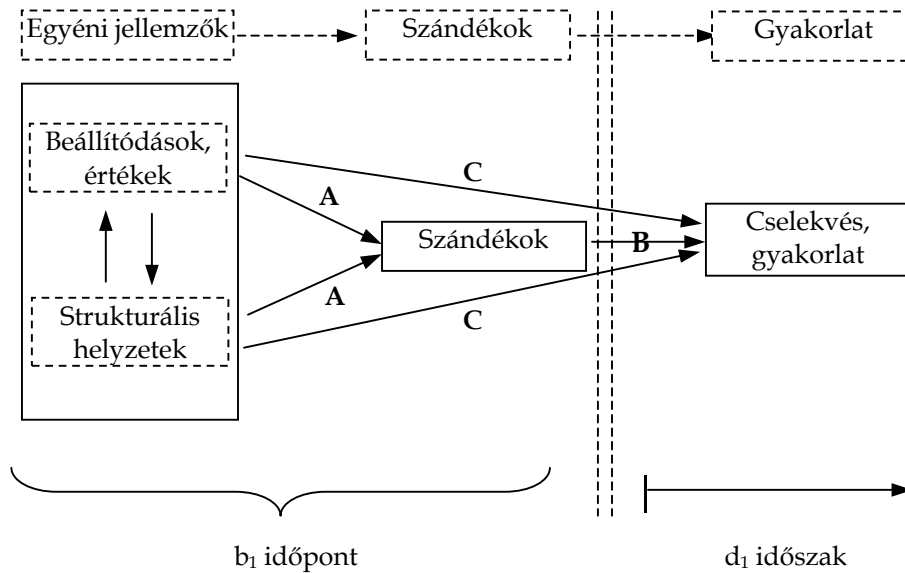 Egyéni jellemzők
Szándékok
Gyakorlat
Beállítódások,
értékek
C
A
Szándékok
B
Cselekvés,
gyakorlat
A
Strukturális
helyzetek
C
b₁ időpont
d₁ időszak